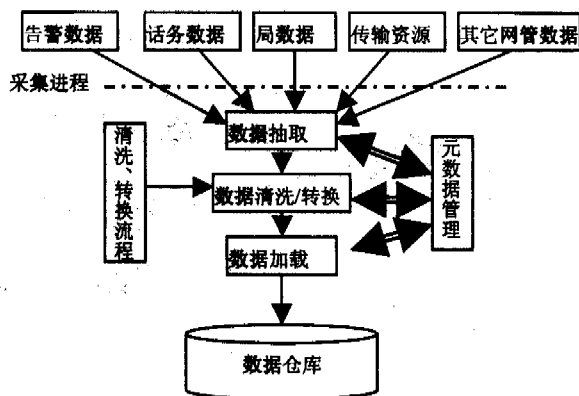 告警数据
话务数据
局数据
传输资源
其它网管数据
采集进程
数据抽取
清洗、转换流程
元数据管理
数据清洗/转换
数据加载
数据仓库